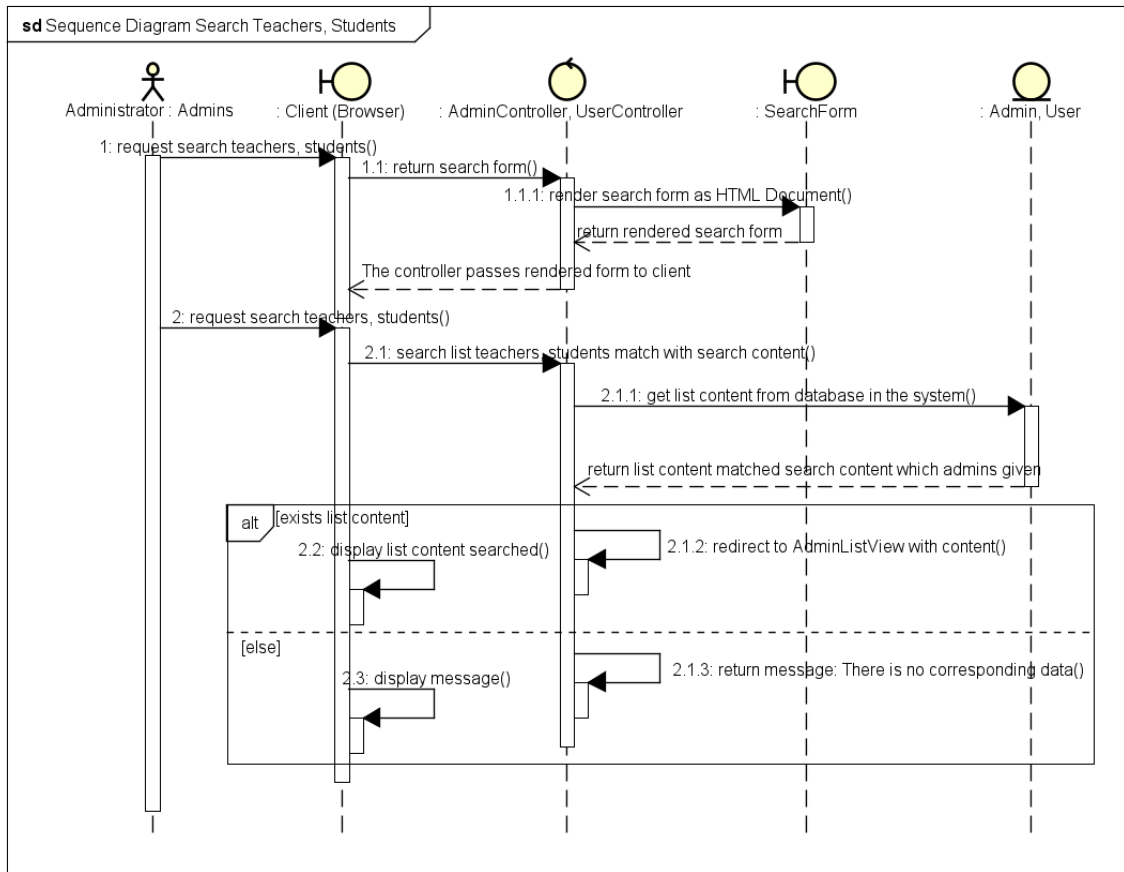 sd Sequence Diagram Search Teachers, Students
Administrator : Admins
: Client (Browser)
: AdminController, UserController
: SearchForm
: Admin, User
1: request search teachers, students()
1.1: return search form()
1.1.1: render search form as HTML Document()
return rendered search form
The controller passes rendered form to client
2: request search teachers, students()
2.1: search list teachers, students match with search content()
2.1.1: get list content from database in the system()
return list content matched search content which admins given
alt
[exists list content]
2.2: display list content searched()
2.1.2: redirect to AdminListView with content()
[else]
2.1.3: return message: There is no corresponding data()
2.3: display message()